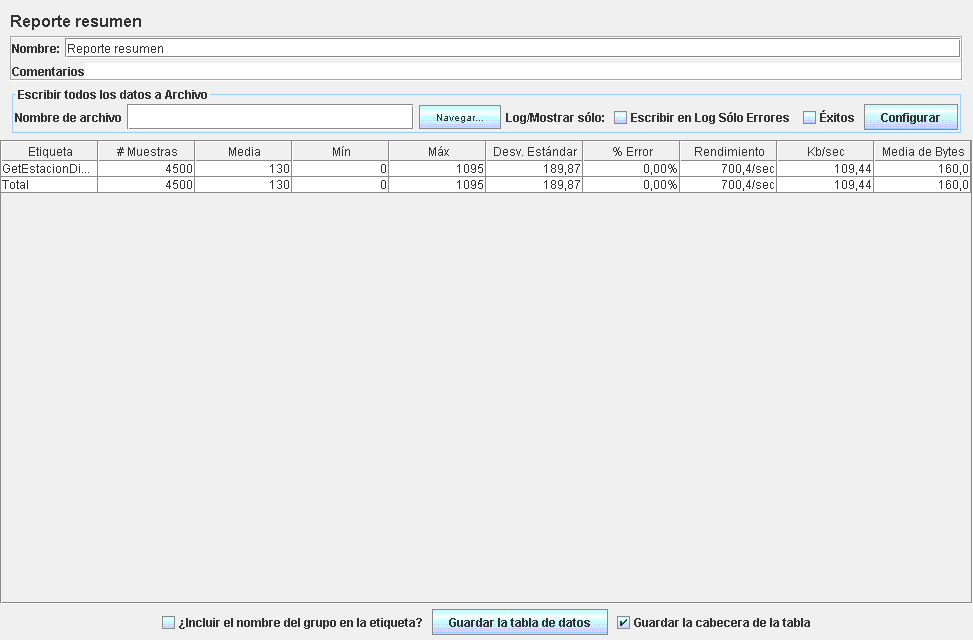 Reporte resumen
Nombre: Reporte resumen
Comentarios
Escribir todos los datos a Archivo
Nombre de archivo Navegar... Log/Mostrar sólo: Escribir en Log Sólo Errores Éxitos Configurar
Etiqueta # Muestras Media Mín Máx Desv. Estándar % Error Rendimiento Kb/sec Media de Bytes
GetEstacionDi... 4500 130 0 1095 189,87 0,00% 700,4/sec 109,44 160,0
Total 4500 130 0 1095 189,87 0,00% 700,4/sec 109,44 160,0
¿Incluir el nombre del grupo en la etiqueta? Guardar la tabla de datos Guardar la cabecera de la tabla